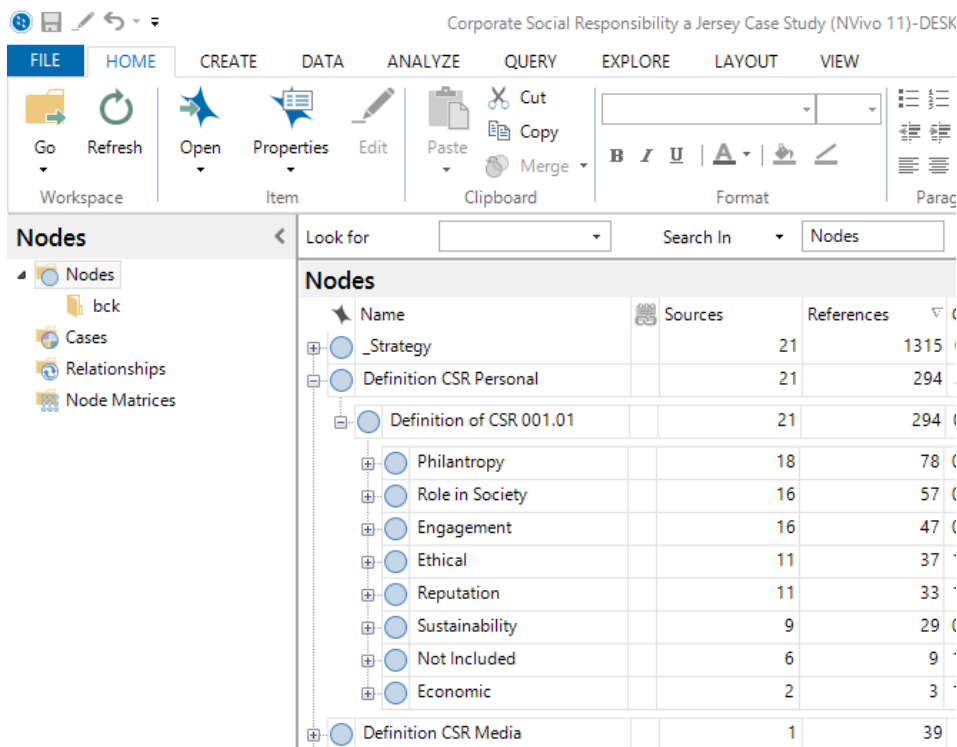 Corporate Social Responsibility a Jersey Case Study (NVivo 11)-DESK
FILE HOME CREATE DATA ANALYZE QUERY EXPLORE LAYOUT VIEW
Go
Refresh
Workspace
Open
Properties
Edit
Item
Paste
Cut
Copy
Merge
Clipboard
B I U A
Format
Parag
Nodes
Look for
Search In
Nodes
Nodes
bck
Cases
Relationships
Node Matrices
Nodes
Name Sources References
_Strategy 21 1315
Definition CSR Personal 21 294
Definition of CSR 001.01 21 294
Philantropy 18 78
Role in Society 16 57
Engagement 16 47
Ethical 11 37
Reputation 11 33
Sustainability 9 29
Not Included 6 9
Economic 2 3
Definition CSR Media 1 39